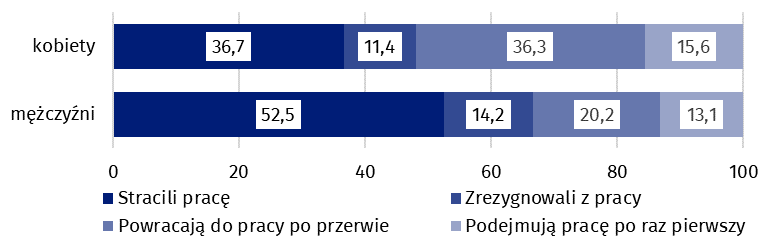 kobiety 36,7 11,4 36,3 15,6
mężczyźni 52,5 14,2 20,2 13,1
0 20 40 60 80 100
Stracili pracę Zrezygnowali z pracy
Powracają do pracy po przerwie Podejmują pracę po raz pierwszy